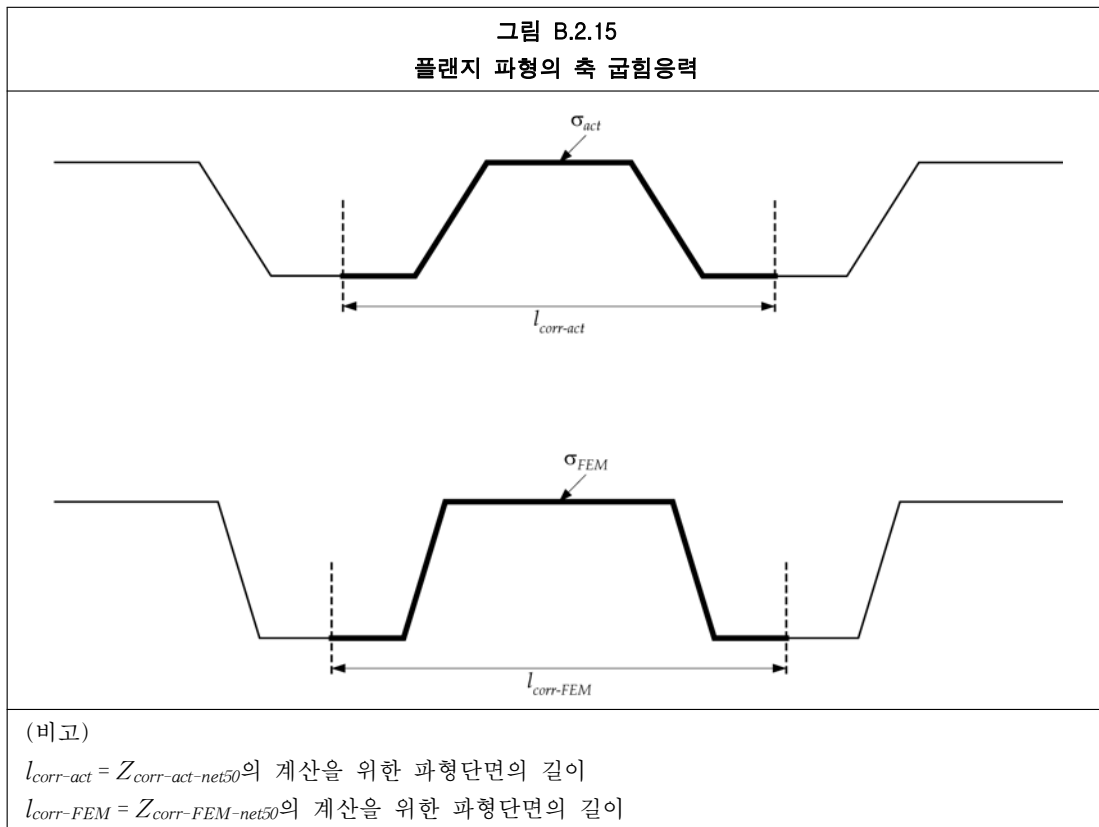 그림 B.2.15
플랜지 파형의 축 굽힘응력
σact
lcorr-act
σFEM
lcorr-FEM
(비고)
lcorr-act = Zcorr-act-net50의 계산을 위한 파형단면의 길이
lcorr-FEM = Zcorr-FEM-net50의 계산을 위한 파형단면의 길이